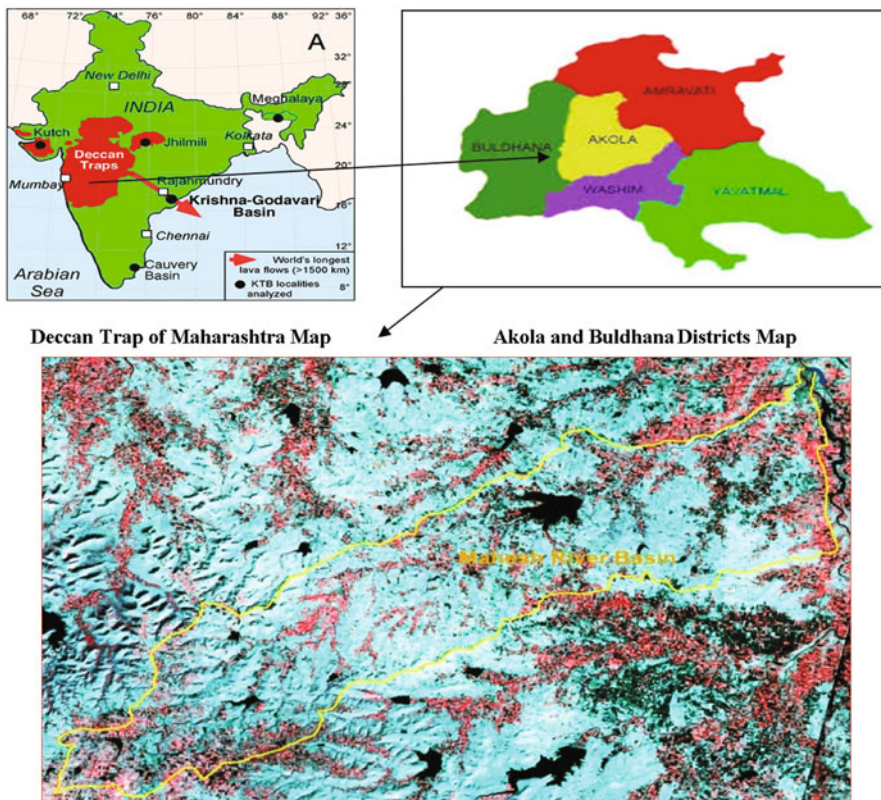 68° 72° 76° 80° 84° 88° 92° 36°
A
32°
28°
24°
20°
16°
12°
8°
New Delhi
INDIA
Meghalaya
Kutch
Jhilmili
Kolkata
Deccan
Traps
Mumbay
Rajahmundry
Krishna-Godavari
Basin
Chennai
Cauvery
Basin
Arabian
Sea
World's longest
lava flows (>1500 km)
KTB localities
analyzed
AMRAVATI
BULDHANA
AKOLA
WASHIM
YAVATMAL
Deccan Trap of Maharashtra Map
Akola and Buldhana Districts Map
Mahesh River Basin